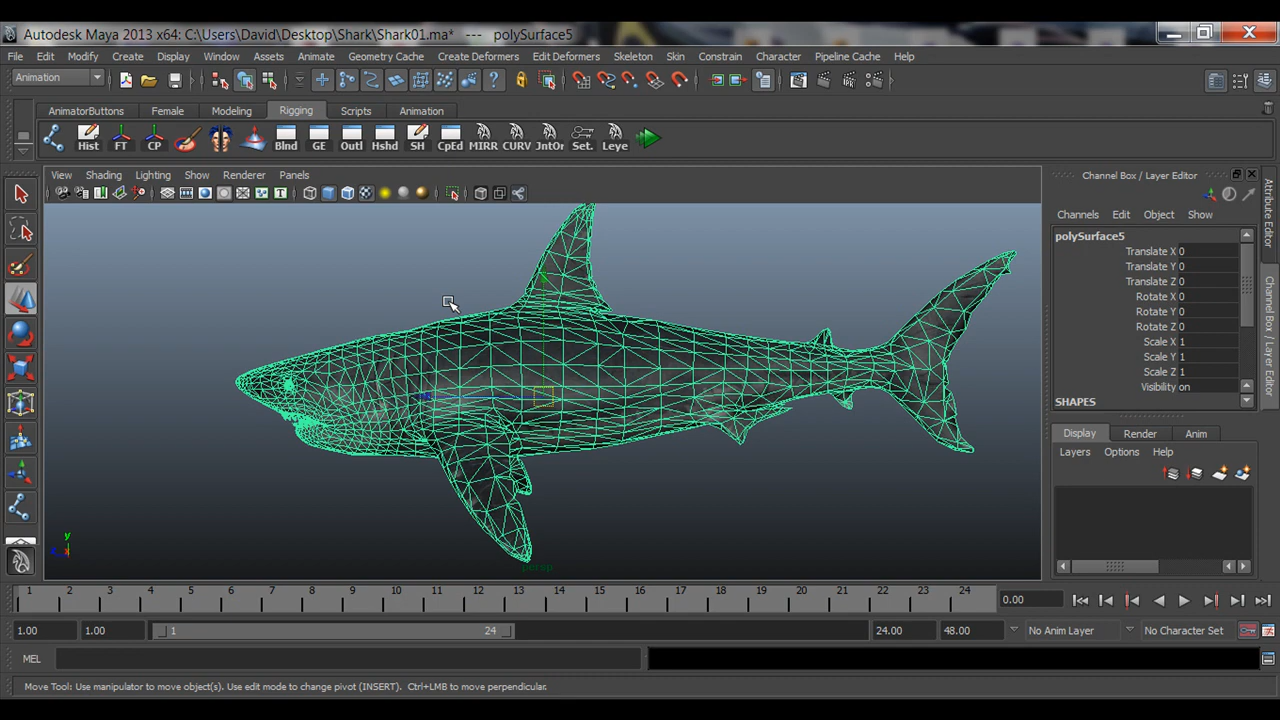 Autodesk Maya 2013 x64: C:\Users\David\Desktop\Shark\Shark01.ma* --- polySurface5
File Edit Modify Create Display Window Assets Animate Geometry Cache Create Deformers Edit Deformers Skeleton Skin Constrain Character Pipeline Cache Help
Animation
AnimatorButtons Female Modeling Rigging Scripts Animation
Hist FT CP Blnd GE Outl Hshd SH CpEd MIRR CURV JntOr Set. Leye
View Shading Lighting Show Renderer Panels
Channel Box / Layer Editor
Channels Edit Object Show
polySurface5
Translate X 0
Translate Y 0
Translate Z 0
Rotate X 0
Rotate Y 0
Rotate Z 0
Scale X 1
Scale Y 1
Scale Z 1
Visibility on
SHAPES
Attribute Editor
Channel Box / Layer Editor
Display Render Anim
Layers Options Help
y
persp
1 2 3 4 5 6 7 8 9 10 11 12 13 14 15 16 17 18 19 20 21 22 23 24
0.00
1.00 1.00 1 24 24.00 48.00 No Anim Layer No Character Set
MEL
Move Tool: Use manipulator to move object(s). Use edit mode to change pivot (INSERT). Ctrl+LMB to move perpendicular.